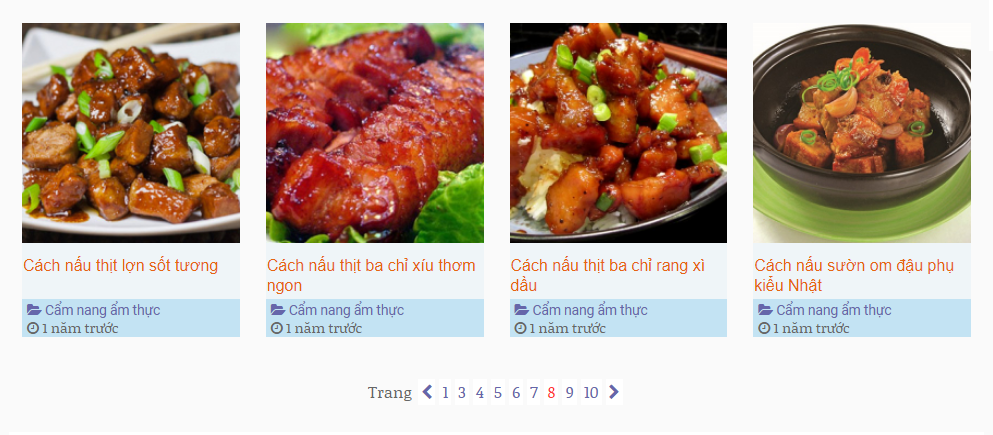 Cách nấu thịt lợn sốt tương
Cẩm nang ẩm thực
1 năm trước
Cách nấu thịt ba chỉ xíu thơm
ngon
Cẩm nang ẩm thực
1 năm trước
Cách nấu thịt ba chỉ rang xì
dầu
Cẩm nang ẩm thực
1 năm trước
Cách nấu sườn om đậu phụ
kiểu Nhật
Cẩm nang ẩm thực
1 năm trước
Trang 1 3 4 5 6 7 8 9 10